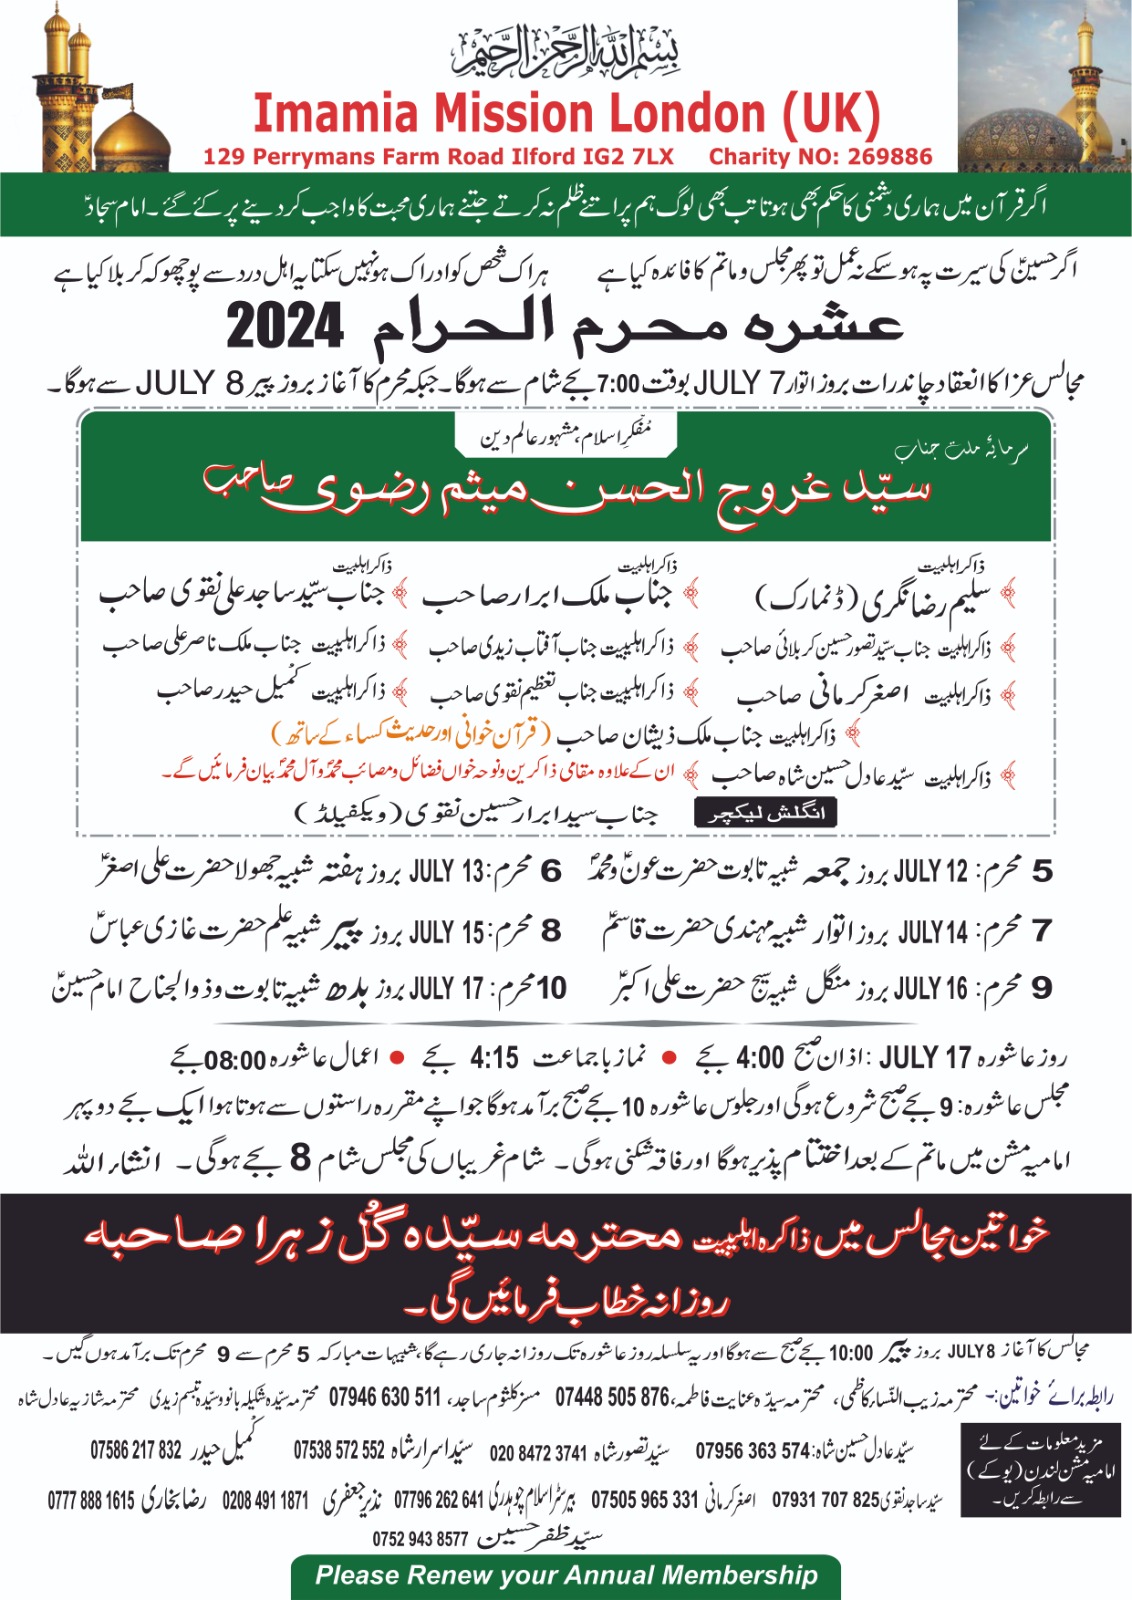 بسم الله الرحمن الرحيم
Imamia Mission London (UK)
129 Perrymans Farm Road Ilford IG2 7LX Charity NO: 269886
اگر قرآن میں ہماری دشمنی کا حکم بھی ہوتا تب بھی لوگ ہم پر اتنے ظلم نہ کرتے جتنے ہماری محبت کا واجب کر دینے پر کئے گئے۔ امام سجادؑ
اگر حسینؑ کی سیرت پہ ہو سکے نہ عمل تو پھر مجلس و ماتم کا فائدہ کیا ہے ہر اک شخص کو ادراک ہو نہیں سکتا یہ اہل درد سے پوچھو کہ کربلا کیا ہے
عشرہ محرم الحرام 2024
مجالس عزا کا انعقاد چاند رات بروز اتوار 7 JULY بوقت 7:00 بجے شام سے ہوگا۔ جبکہ محرم کا آغاز بروز پیر 8 JULY سے ہوگا۔
مُفکرِ اسلام، مشہور عالم دین
سرمایۂ ملت جناب
سیّد عُروج الحسن میثم رضوی صاحب
ذاکر اہلبیت سلیم رضا نگری (ڈنمارک) ذاکر اہلبیت جناب ملک ابرار صاحب ذاکر اہلبیت جناب سیّد ساجد علی نقوی صاحب
ذاکر اہلبیت جناب سیّد تصور حسین کربلائی صاحب ذاکر اہلبیت جناب آفتاب زیدی صاحب ذاکر اہلبیت جناب ملک ناصر علی صاحب
ذاکر اہلبیت اصغر کرمانی صاحب ذاکر اہلبیت جناب تعظیم نقوی صاحب ذاکر اہلبیت کُمیل حیدر صاحب
ذاکر اہلبیت جناب ملک ذیشان صاحب (قرآن خوانی اور حدیث کساء کے ساتھ)
ذاکر اہلبیت سیّد عادل حسین شاہ صاحب ان کے علاوہ مقامی ذاکرین و نوحہ خواں فضائل و مصائب محمدؐ و آل محمدؐ بیان فرمائیں گے۔
انگلش لیکچر جناب سید ابرار حسین نقوی (ویکفیلڈ)
5 محرم: 12 JULY بروز جمعہ شبیہ تابوت حضرت عونؑ و محمدؑ 6 محرم: 13 JULY بروز ہفتہ شبیہ جھولا حضرت علی اصغرؑ
7 محرم: 14 JULY بروز اتوار شبیہ مہندی حضرت قاسمؑ 8 محرم: 15 JULY بروز پیر شبیہ علم حضرت غازی عباسؑ
9 محرم: 16 JULY بروز منگل شبیہ سیج حضرت علی اکبرؑ 10 محرم: 17 JULY بروز بدھ شبیہ تابوت و ذوالجناح امام حسینؑ
روز عاشورہ 17 JULY: اذان صبح 4:00 بجے ● نماز باجماعت 4:15 بجے ● اعمال عاشورہ 08:00 بجے
مجلس عاشورہ: 9 بجے صبح شروع ہوگی اور جلوس عاشورہ 10 بجے صبح برآمد ہوگا جو اپنے مقررہ راستوں سے ہوتا ہوا ایک بجے دوپہر
امامیہ مشن میں ماتم کے بعد اختتام پذیر ہوگا اور فاقہ شکنی ہوگی۔ شام غریباں کی مجلس شام 8 بجے ہوگی۔ انشاء اللہ
خواتین مجالس میں ذاکرہ اہلبیت محترمہ سیّدہ گُل زہرا صاحبہ
روزانہ خطاب فرمائیں گی۔
مجالس کا آغاز 8 JULY بروز پیر 10:00 بجے صبح سے ہوگا اور یہ سلسلہ روز عاشورہ تک روزانہ جاری رہے گا، شبیہات مبارکہ 5 محرم سے 9 محرم تک برآمد ہوں گیں۔
رابطہ برائے خواتین:- محترمہ زیب النساء کاظمی، محترمہ سیدہ عنایت فاطمہ، 07448 505 876 مسز کلثوم ساجد، 07946 630 511 محترمہ سیّدہ شکیلہ بانو و سیّدہ تبسم زیدی محترمہ شازیہ عادل شاہ
مزید معلومات کے لئے
امامیہ مشن لندن (یو کے)
سے رابطہ کریں۔
سیّد عادل حسین شاہ: 07956 363 574 سیّد تصور شاہ 020 8472 3741 سیّد اسرار شاہ 07538 572 552 کُمیل حیدر 07586 217 832
سیّد ساجد نقوی 07931 707 825 اصغر کرمانی 07505 965 331 بیرسٹر اسلام چوہدری 07796 262 641 نذیر جعفری 0208 491 1871 رضا بخاری 0777 888 1615
سیّد ظفر حسین 0752 943 8577
Please Renew your Annual Membership